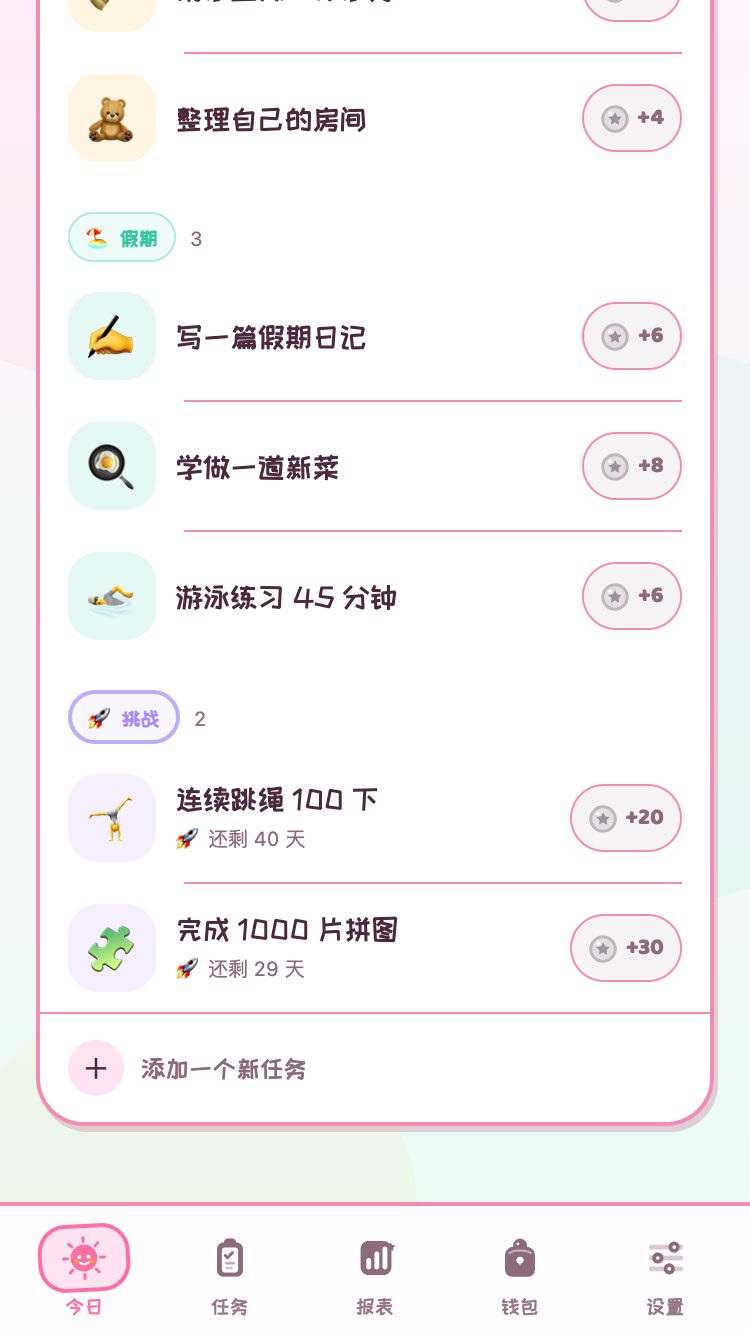 整理自己的房间
+4
假期
3
写一篇假期日记
+6
学做一道新菜
+8
游泳练习 45 分钟
+6
挑战
2
连续跳绳 100 下
还剩 40 天
+20
完成 1000 片拼图
还剩 29 天
+30
添加一个新任务
今日
任务
报表
钱包
设置